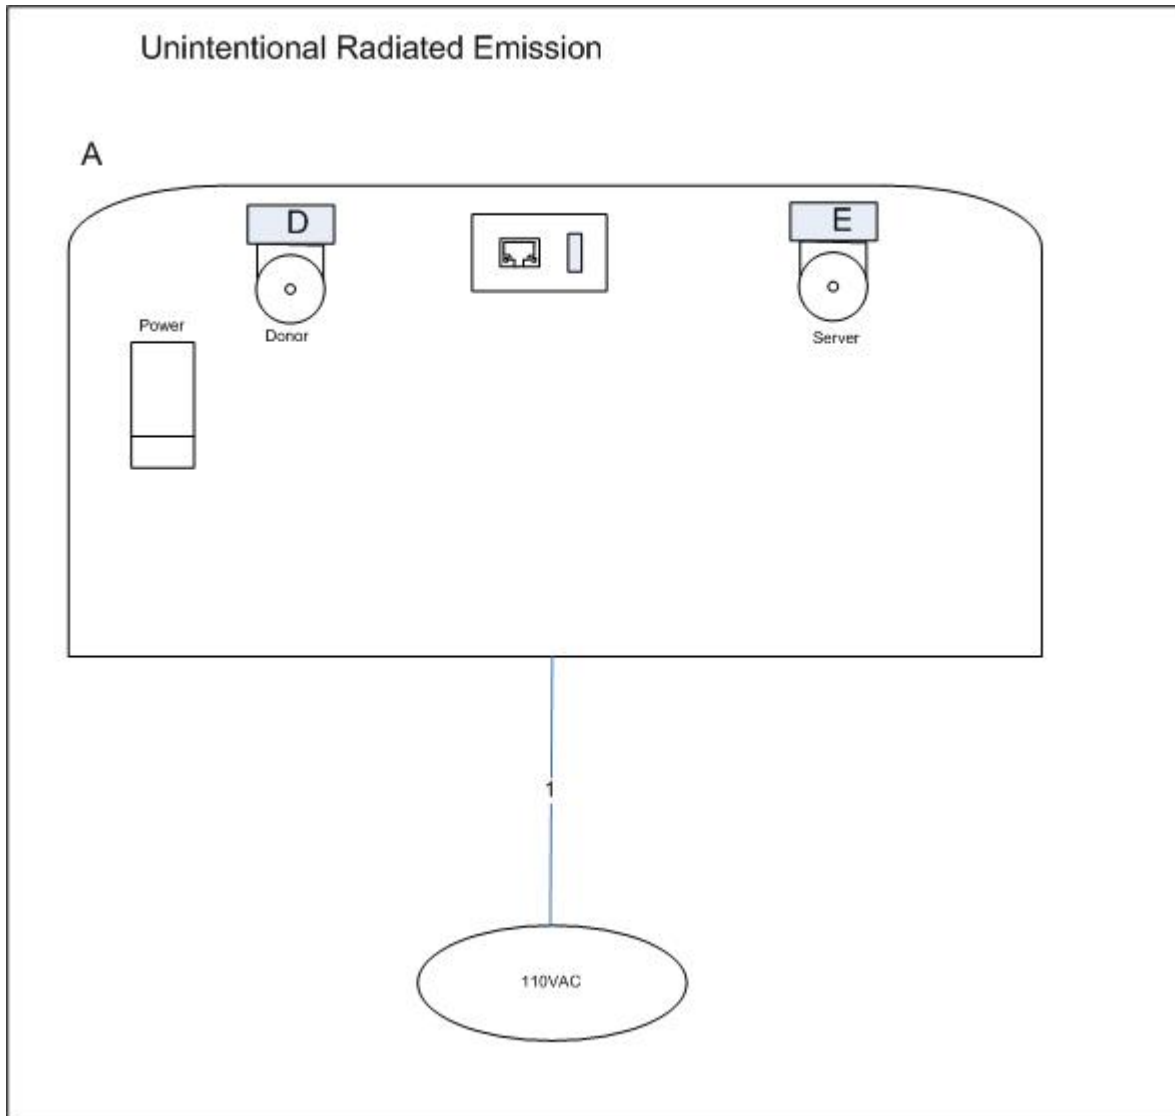 Unintentional Radiated Emission
A
D
E
Power
Donor
Server
1
110VAC